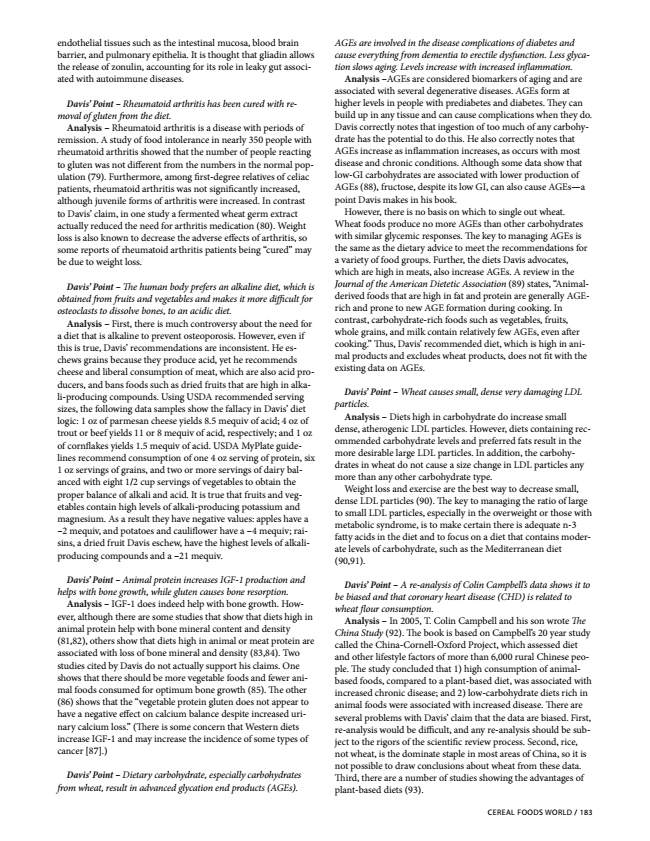 endothelial tissues such as the intestinal mucosa, blood brain
barrier, and pulmonary epithelia. It is thought that gliadin allows
the release of zonulin, accounting for its role in leaky gut associ-
ated with autoimmune diseases.
Davis' Point – Rheumatoid arthritis has been cured with re-
moval of gluten from the diet.
Analysis – Rheumatoid arthritis is a disease with periods of
remission. A study of food intolerance in nearly 350 people with
rheumatoid arthritis showed that the number of people reacting
to gluten was not different from the numbers in the normal pop-
ulation (79). Furthermore, among first-degree relatives of celiac
patients, rheumatoid arthritis was not significantly increased,
although juvenile forms of arthritis were increased. In contrast
to Davis' claim, in one study a fermented wheat germ extract
actually reduced the need for arthritis medication (80). Weight
loss is also known to decrease the adverse effects of arthritis, so
some reports of rheumatoid arthritis patients being "cured" may
be due to weight loss.
Davis' Point – The human body prefers an alkaline diet, which is
obtained from fruits and vegetables and makes it more difficult for
osteoclasts to dissolve bones, to an acidic diet.
Analysis – First, there is much controversy about the need for
a diet that is alkaline to prevent osteoporosis. However, even if
this is true, Davis' recommendations are inconsistent. He es-
chews grains because they produce acid, yet he recommends
cheese and liberal consumption of meat, which are also acid pro-
ducers, and bans foods such as dried fruits that are high in alka-
li-producing compounds. Using USDA recommended serving
sizes, the following data samples show the fallacy in Davis' diet
logic: 1 oz of parmesan cheese yields 8.5 mequiv of acid; 4 oz of
trout or beef yields 11 or 8 mequiv of acid, respectively; and 1 oz
of cornflakes yields 1.5 mequiv of acid. USDA MyPlate guide-
lines recommend consumption of one 4 oz serving of protein, six
1 oz servings of grains, and two or more servings of dairy bal-
anced with eight 1/2 cup servings of vegetables to obtain the
proper balance of alkali and acid. It is true that fruits and veg-
etables contain high levels of alkali-producing potassium and
magnesium. As a result they have negative values: apples have a
–2 mequiv, and potatoes and cauliflower have a –4 mequiv; rai-
sins, a dried fruit Davis eschew, have the highest levels of alkali-
producing compounds and a –21 mequiv.
Davis' Point – Animal protein increases IGF-1 production and
helps with bone growth, while gluten causes bone resorption.
Analysis – IGF-1 does indeed help with bone growth. How-
ever, although there are some studies that show that diets high in
animal protein help with bone mineral content and density
(81,82), others show that diets high in animal or meat protein are
associated with loss of bone mineral and density (83,84). Two
studies cited by Davis do not actually support his claims. One
shows that there should be more vegetable foods and fewer ani-
mal foods consumed for optimum bone growth (85). The other
(86) shows that the "vegetable protein gluten does not appear to
have a negative effect on calcium balance despite increased uri-
nary calcium loss." (There is some concern that Western diets
increase IGF-1 and may increase the incidence of some types of
cancer [87].)
Davis' Point – Dietary carbohydrate, especially carbohydrates
from wheat, result in advanced glycation end products (AGEs).
AGEs are involved in the disease complications of diabetes and
cause everything from dementia to erectile dysfunction. Less glyca-
tion slows aging. Levels increase with increased inflammation.
Analysis –AGEs are considered biomarkers of aging and are
associated with several degenerative diseases. AGEs form at
higher levels in people with prediabetes and diabetes. They can
build up in any tissue and can cause complications when they do.
Davis correctly notes that ingestion of too much of any carbohy-
drate has the potential to do this. He also correctly notes that
AGEs increase as inflammation increases, as occurs with most
disease and chronic conditions. Although some data show that
low-GI carbohydrates are associated with lower production of
AGEs (88), fructose, despite its low GI, can also cause AGEs—a
point Davis makes in his book.
However, there is no basis on which to single out wheat.
Wheat foods produce no more AGEs than other carbohydrates
with similar glycemic responses. The key to managing AGEs is
the same as the dietary advice to meet the recommendations for
a variety of food groups. Further, the diets Davis advocates,
which are high in meats, also increase AGEs. A review in the
Journal of the American Dietetic Association (89) states, "Animal-
derived foods that are high in fat and protein are generally AGE-
rich and prone to new AGE formation during cooking. In
contrast, carbohydrate-rich foods such as vegetables, fruits,
whole grains, and milk contain relatively few AGEs, even after
cooking." Thus, Davis' recommended diet, which is high in ani-
mal products and excludes wheat products, does not fit with the
existing data on AGEs.
Davis' Point – Wheat causes small, dense very damaging LDL
particles.
Analysis – Diets high in carbohydrate do increase small
dense, atherogenic LDL particles. However, diets containing rec-
ommended carbohydrate levels and preferred fats result in the
more desirable large LDL particles. In addition, the carbohy-
drates in wheat do not cause a size change in LDL particles any
more than any other carbohydrate type.
Weight loss and exercise are the best way to decrease small,
dense LDL particles (90). The key to managing the ratio of large
to small LDL particles, especially in the overweight or those with
metabolic syndrome, is to make certain there is adequate n-3
fatty acids in the diet and to focus on a diet that contains moder-
ate levels of carbohydrate, such as the Mediterranean diet
(90,91).
Davis' Point – A re-analysis of Colin Campbell's data shows it to
be biased and that coronary heart disease (CHD) is related to
wheat flour consumption.
Analysis – In 2005, T. Colin Campbell and his son wrote The
China Study (92). The book is based on Campbell's 20 year study
called the China-Cornell-Oxford Project, which assessed diet
and other lifestyle factors of more than 6,000 rural Chinese peo-
ple. The study concluded that 1) high consumption of animal-
based foods, compared to a plant-based diet, was associated with
increased chronic disease; and 2) low-carbohydrate diets rich in
animal foods were associated with increased disease. There are
several problems with Davis' claim that the data are biased. First,
re-analysis would be difficult, and any re-analysis should be sub-
ject to the rigors of the scientific review process. Second, rice,
not wheat, is the dominate staple in most areas of China, so it is
not possible to draw conclusions about wheat from these data.
Third, there are a number of studies showing the advantages of
plant-based diets (93).
CEREAL FOODS WORLD / 183